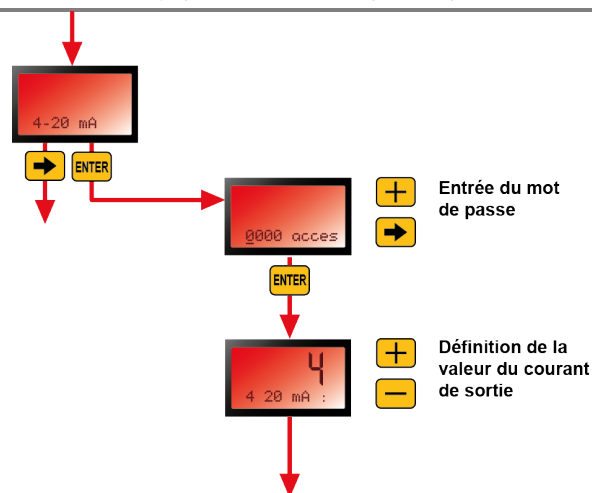 4-20 mA
ENTER
0000 acces
Entrée du mot
de passe
ENTER
4
4 20 mA :
Définition de la
valeur du courant
de sortie